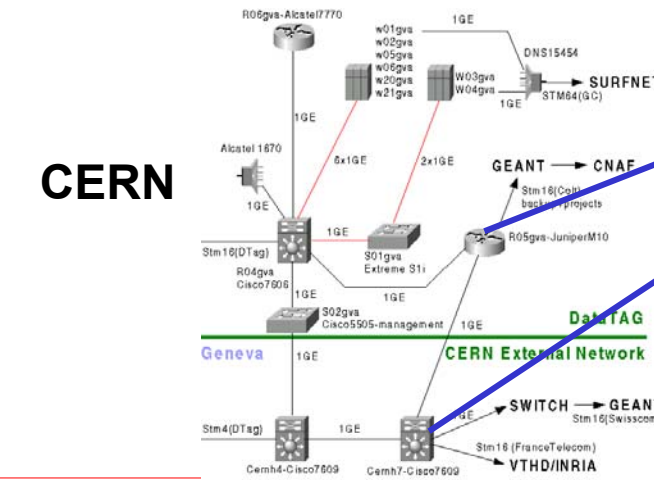 R06gva-Alcatel7770
1GE
w01gva
w02gva
w05gva
w06gva
w20gva
w21gva
DNS15454
W03gva
W04gva
1GE
STM64(GC)
SURFNET
1GE
Alcatel 1670
6x1GE
2x1GE
GEANT
CNAF
CERN
Stm16(Colt)
backup+projects
1GE
1GE
R05gva-JuniperM10
Stm16(DTag)
S01gva
Extreme S1i
R04gva
Cisco7606
1GE
1GE
S02gva
Cisco5505-management
1GE
DataTAG
Geneva
1GE
CERN External Network
SWITCH
GEANT
1GE
Stm16(Swisscom
Stm4(DTag)
1GE
Stm16 (FranceTelecom)
Cernh4-Cisco7609
Cernh7-Cisco7609
VTHD/INRIA